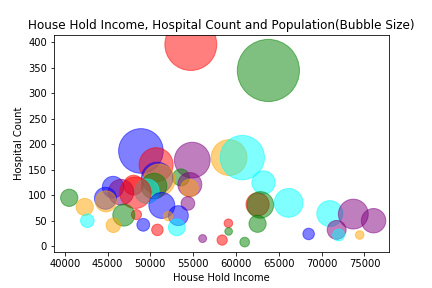 House Hold Income, Hospital Count and Population(Bubble Size)
400
350
300
250
200
150
100
50
0
Hospital Count
40000 45000 50000 55000 60000 65000 70000 75000
House Hold Income